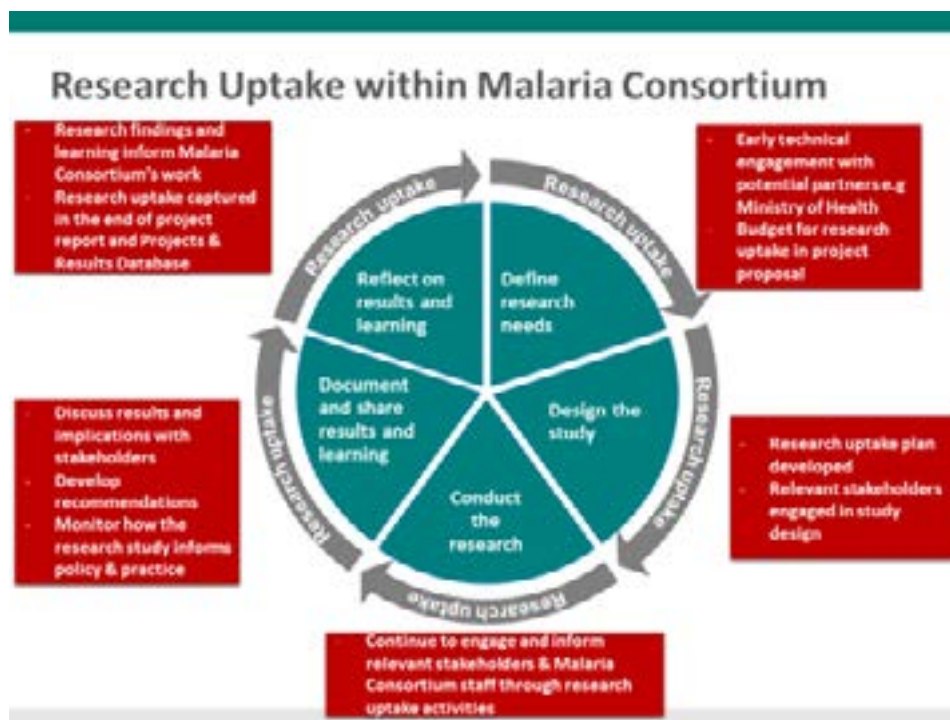 Research Uptake within Malaria Consortium
- Research findings and
learning inform Malaria
Consortium's work
- Research uptake captured
in the end of project
report and Projects &
Results Database
- Early technical
engagement with
potential partners e.g
Ministry of Health
- Budget for research
uptake in project
proposal
Research uptake
Research uptake
Reflect on
results and
learning
Define
research
needs
Document
and share
results and
learning
Design the
study
Conduct
the
research
Research uptake
Research uptake
Research uptake
- Discuss results and
implications with
stakeholders
- Develop
recommendations
- Monitor how the
research study informs
policy & practice
- Research uptake plan
developed
- Relevant stakeholders
engaged in study
design
Continue to engage and inform
relevant stakeholders & Malaria
Consortium staff through research
uptake activities